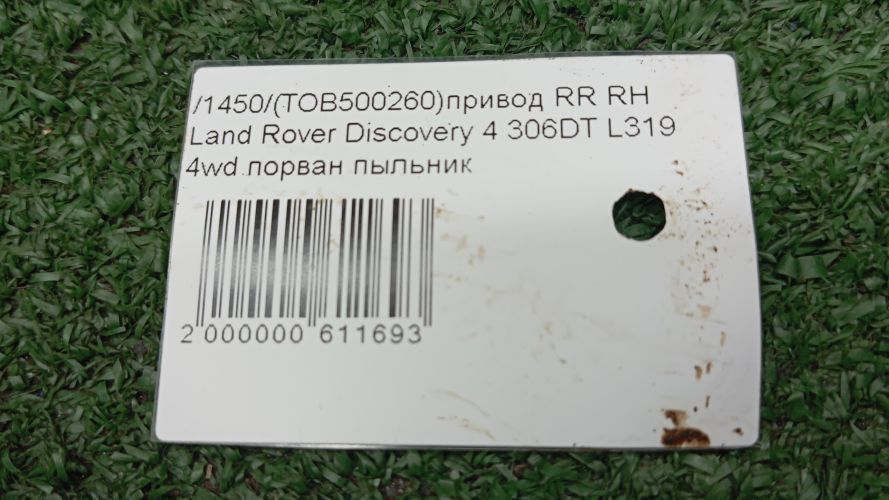 /1450/(TOB500260)привод RR RH
Land Rover Discovery 4 306DT L319
4wd порван пыльник
2 000000 611693